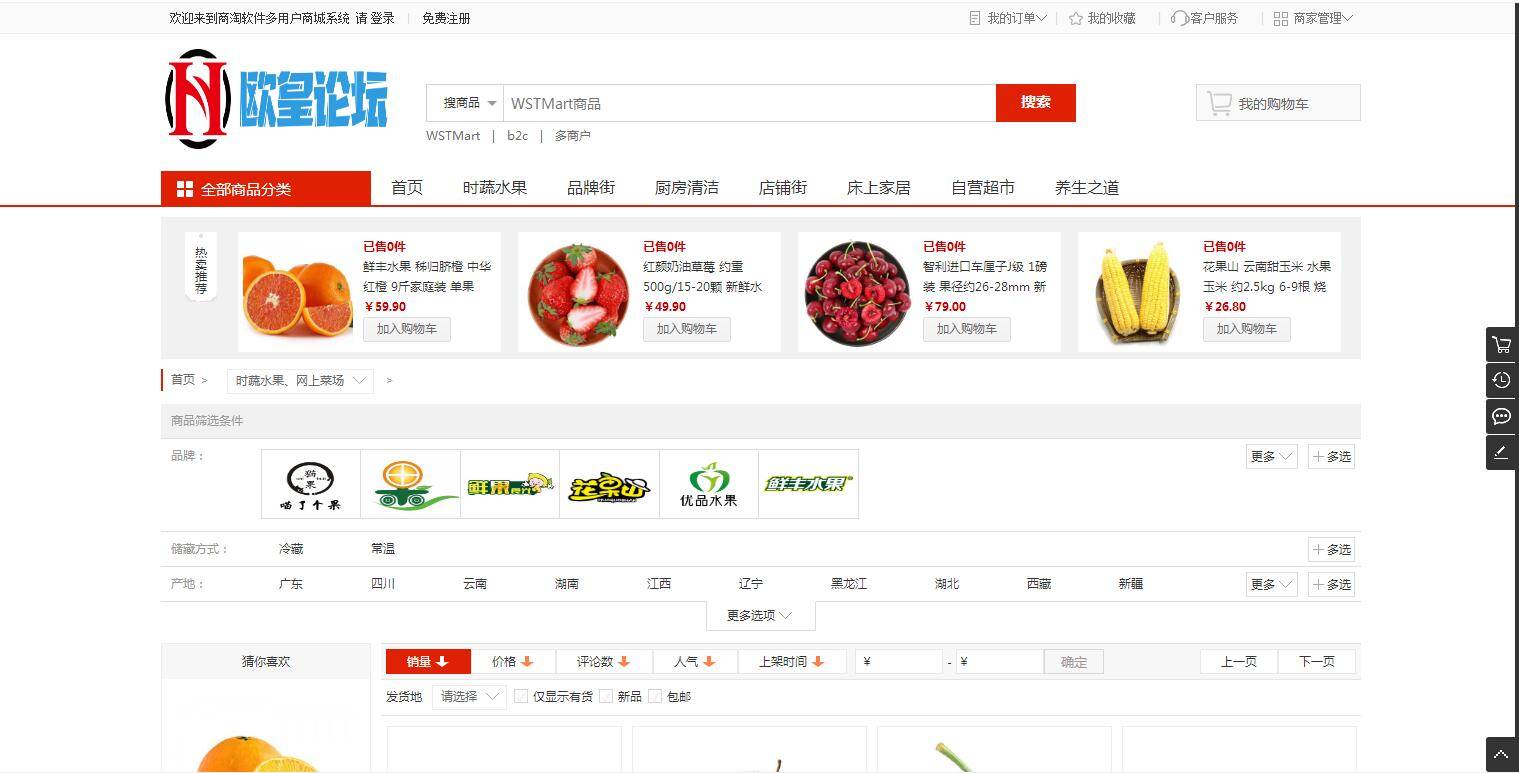 欢迎来到商淘软件多用户商城系统 请 登录 | 免费注册
我的订单 | 我的收藏 | 客户服务 | 商家管理
欧皇论坛
搜商品 WSTMart商品 搜索
我的购物车
WSTMart | b2c | 多商户
全部商品分类 首页 时蔬水果 品牌街 厨房清洁 店铺街 床上家居 自营超市 养生之道
热卖推荐
已售0件
鲜丰水果 秭归脐橙 中华
红橙 9斤家庭装 单果
¥59.90
加入购物车
已售0件
红颜奶油草莓 约重
500g/15-20颗 新鲜水
¥49.90
加入购物车
已售0件
智利进口车厘子J级 1磅
装 果径约26-28mm 新
¥79.00
加入购物车
已售0件
花果山 云南甜玉米 水果
玉米 约2.5kg 6-9根 烧
¥26.80
加入购物车
首页 > 时蔬水果、网上菜场 >
商品筛选条件
品牌：
喵了个果
花果山
优品水果
鲜丰水果
更多 多选
储藏方式： 冷藏 常温 多选
产地： 广东 四川 云南 湖南 江西 辽宁 黑龙江 湖北 西藏 新疆 更多 多选
更多选项
猜你喜欢
销量 价格 评论数 人气 上架时间 ¥ - ¥ 确定 上一页 下一页
发货地 请选择 仅显示有货 新品 包邮